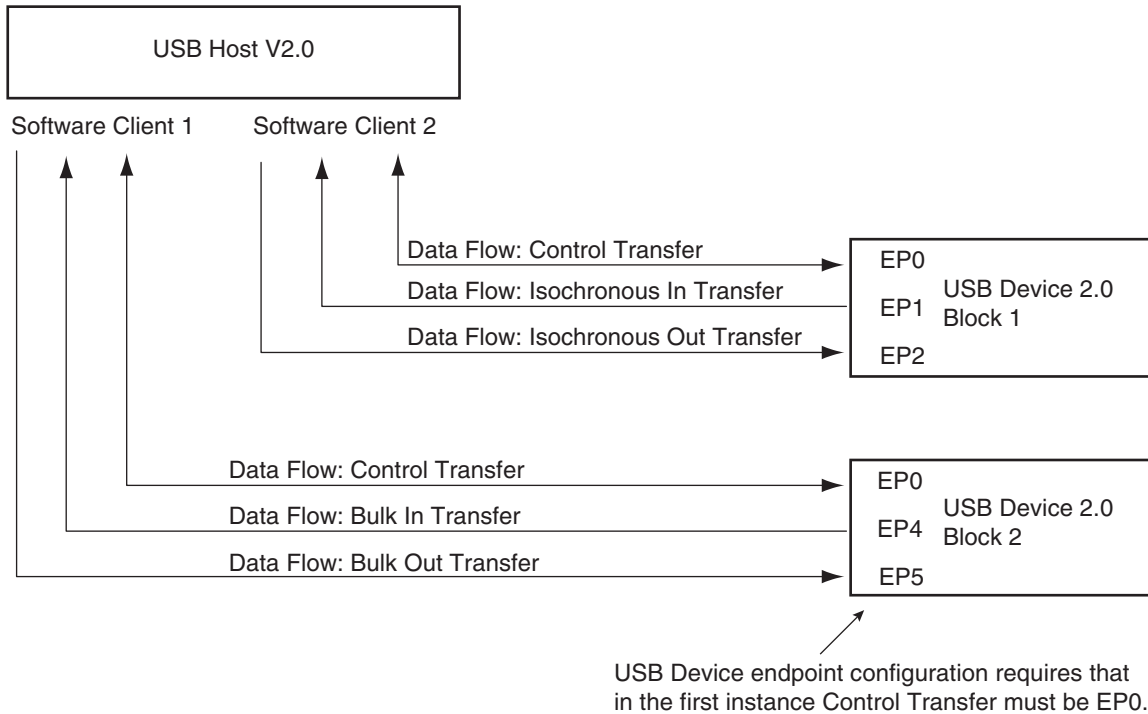 USB Host V2.0
Software Client 1
Software Client 2
Data Flow: Control Transfer
Data Flow: Isochronous In Transfer
Data Flow: Isochronous Out Transfer
EP0
EP1
EP2
USB Device 2.0
Block 1
Data Flow: Control Transfer
Data Flow: Bulk In Transfer
Data Flow: Bulk Out Transfer
EP0
EP4
EP5
USB Device 2.0
Block 2
USB Device endpoint configuration requires that
in the first instance Control Transfer must be EP0.